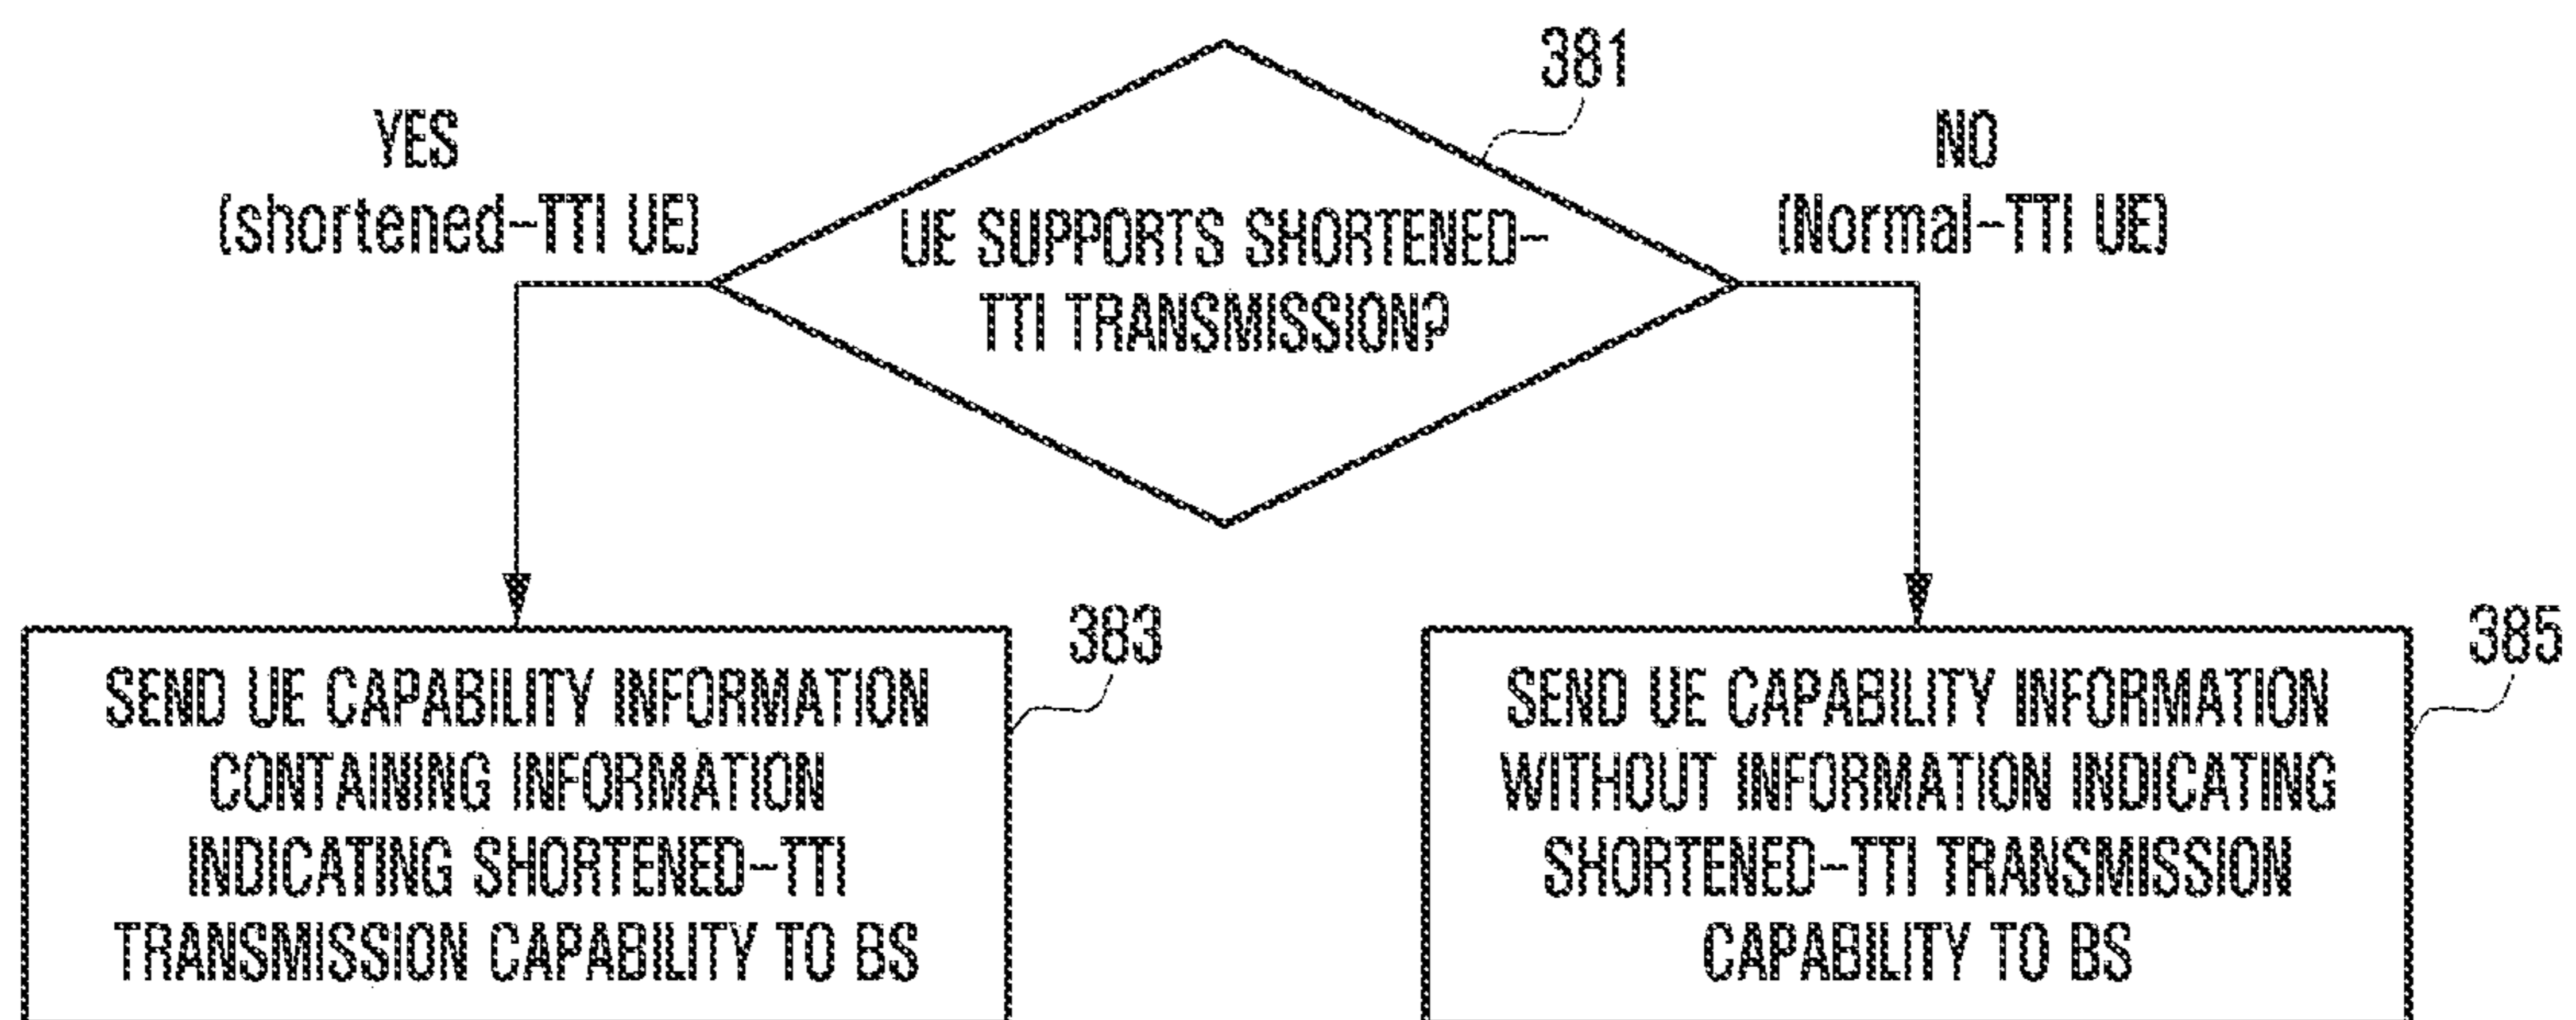 381
YES
(shortened-TTI UE)
NO
(Normal-TTI UE)
UE SUPPORTS SHORTENED-
TTI TRANSMISSION?
383
SEND UE CAPABILITY INFORMATION
CONTAINING INFORMATION
INDICATING SHORTENED-TTI
TRANSMISSION CAPABILITY TO BS
385
SEND UE CAPABILITY INFORMATION
WITHOUT INFORMATION INDICATING
SHORTENED-TTI TRANSMISSION
CAPABILITY TO BS